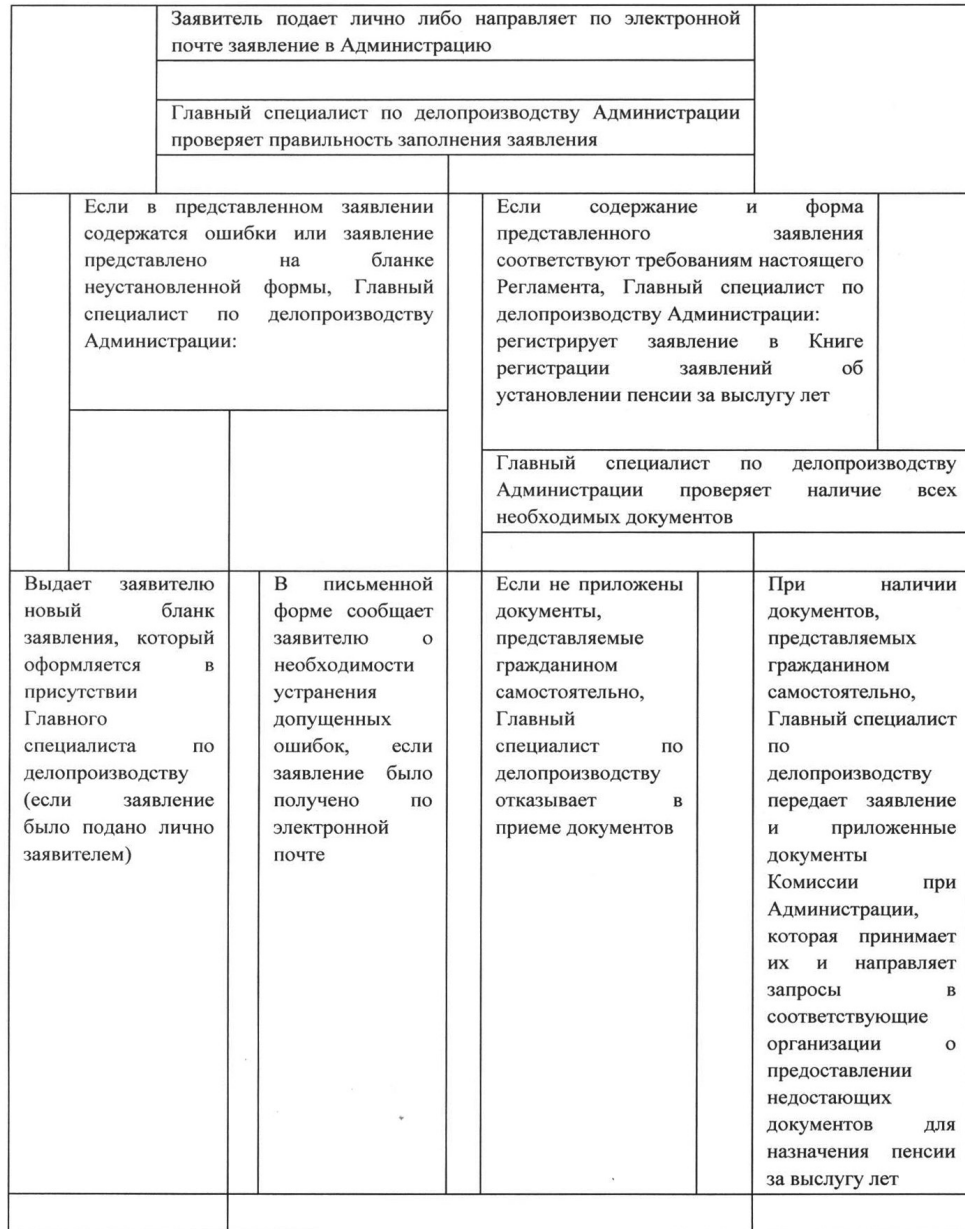 Заявитель подает лично либо направляет по электронной
почте заявление в Администрацию
Главный специалист по делопроизводству Администрации
проверяет правильность заполнения заявления
Если в представленном заявлении
содержатся ошибки или заявление
представлено на бланке
неустановленной формы, Главный
специалист по делопроизводству
Администрации:
Если содержание и форма
представленного заявления
соответствуют требованиям настоящего
Регламента, Главный специалист по
делопроизводству Администрации:
регистрирует заявление в Книге
регистрации заявлений об
установлении пенсии за выслугу лет
Главный специалист по делопроизводству
Администрации проверяет наличие всех
необходимых документов
Выдает заявителю
новый бланк
заявления, который
оформляется в
присутствии
Главного
специалиста по
делопроизводству
(если заявление
было подано лично
заявителем)
В письменной
форме сообщает
заявителю о
необходимости
устранения
допущенных
ошибок, если
заявление было
получено по
электронной
почте
Если не приложены
документы,
представляемые
гражданином
самостоятельно,
Главный
специалист по
делопроизводству
отказывает в
приеме документов
При наличии
документов,
представляемых
гражданином
самостоятельно,
Главный специалист
по
делопроизводству
передает заявление
и приложенные
документы
Комиссии при
Администрации,
которая принимает
их и направляет
запросы в
соответствующие
организации о
предоставлении
недостающих
документов для
назначения пенсии
за выслугу лет